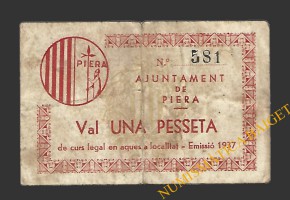 PIERA
Nº 581
AJUNTAMENT
DE
PIERA
Val UNA PESSETA
de curs legal en aquesta localitat - Emissió 1937